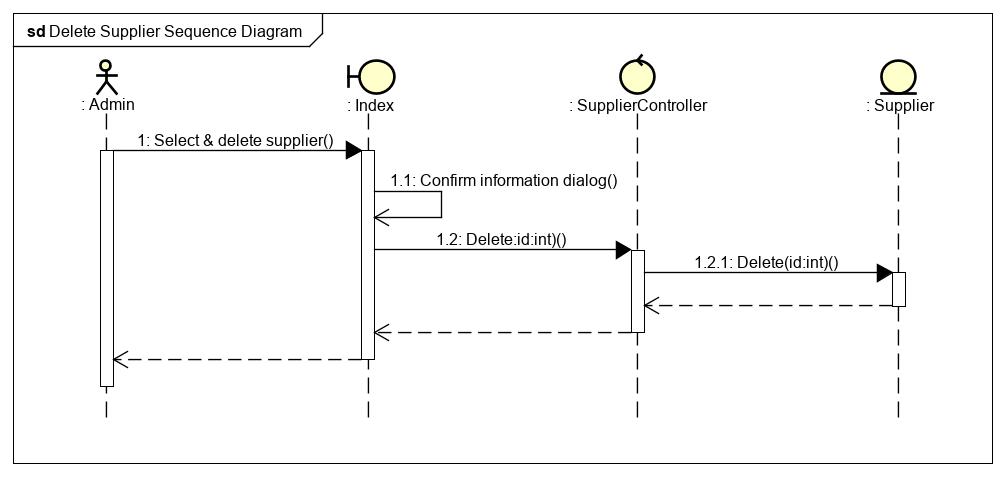 sd Delete Supplier Sequence Diagram
: Admin
: Index
: SupplierController
: Supplier
1: Select & delete supplier()
1.1: Confirm information dialog()
1.2: Delete:id:int)()
1.2.1: Delete(id:int)()